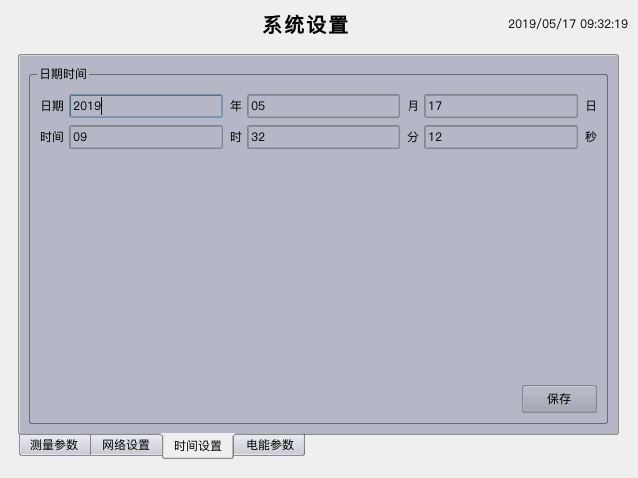 系统设置
2019/05/17 09:32:19
日期时间
日期 2019 年 05 月 17 日
时间 09 时 32 分 12 秒
保存
测量参数 网络设置 时间设置 电能参数